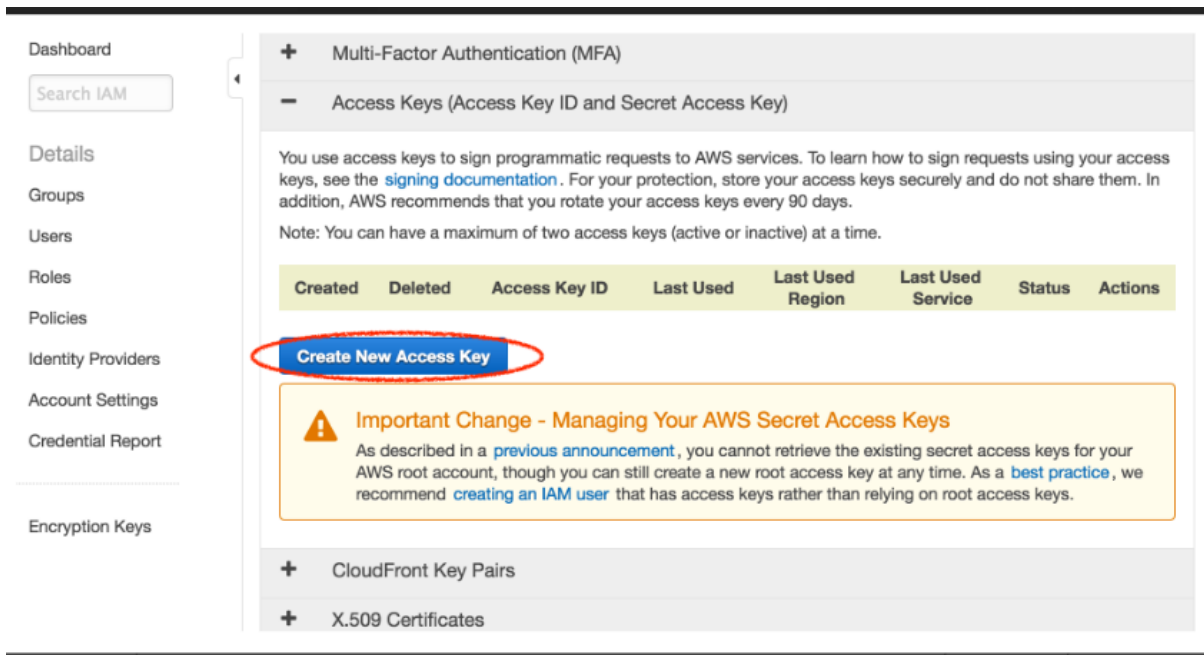 Dashboard
Search IAM
Details
Groups
Users
Roles
Policies
Identity Providers
Account Settings
Credential Report
Encryption Keys
Multi-Factor Authentication (MFA)
Access Keys (Access Key ID and Secret Access Key)
You use access keys to sign programmatic requests to AWS services. To learn how to sign requests using your access
keys, see the signing documentation. For your protection, store your access keys securely and do not share them. In
addition, AWS recommends that you rotate your access keys every 90 days.
Note: You can have a maximum of two access keys (active or inactive) at a time.
Created Deleted Access Key ID Last Used Last Used Region Last Used Service Status Actions
Create New Access Key
Important Change - Managing Your AWS Secret Access Keys
As described in a previous announcement, you cannot retrieve the existing secret access keys for your
AWS root account, though you can still create a new root access key at any time. As a best practice, we
recommend creating an IAM user that has access keys rather than relying on root access keys.
CloudFront Key Pairs
X.509 Certificates